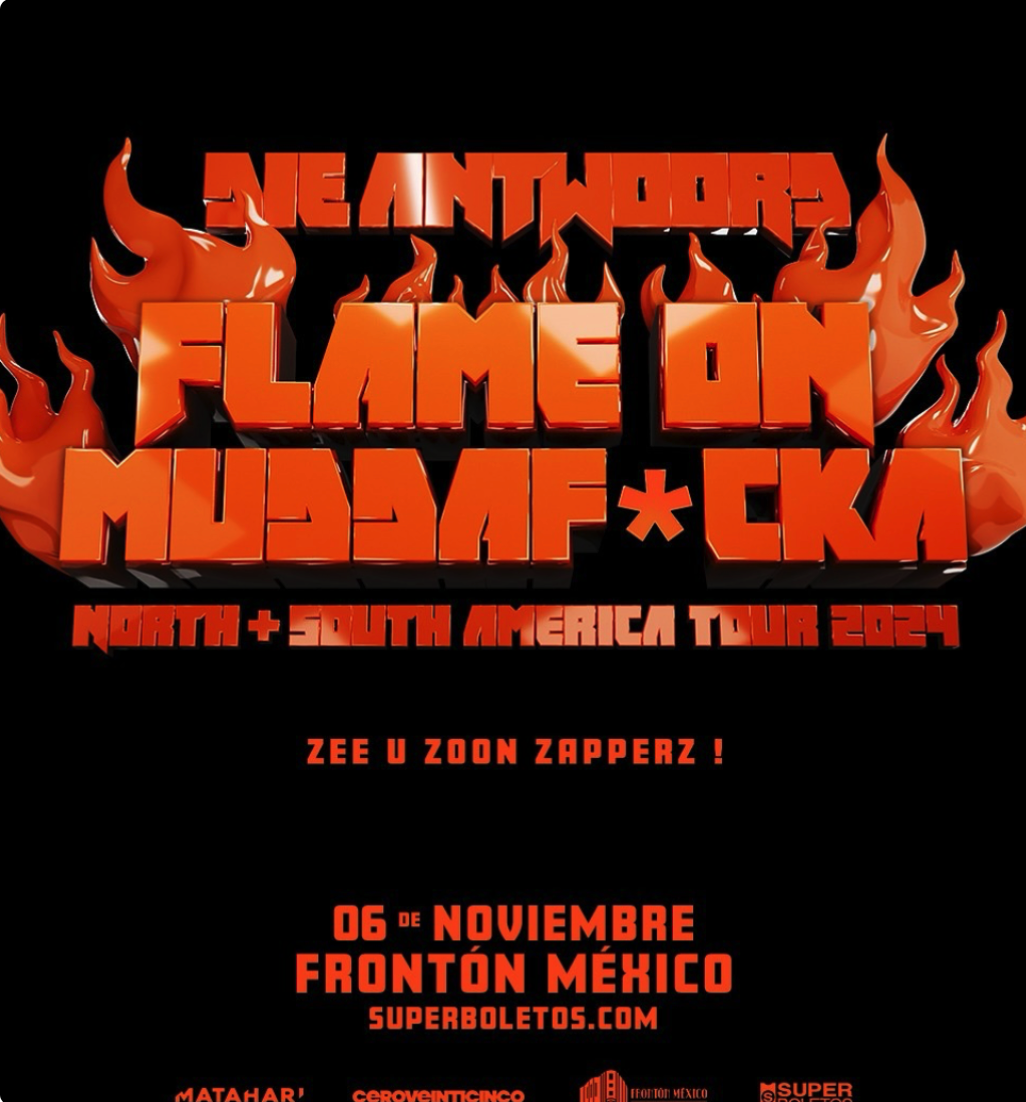 DIE ANTWOORD
FLAME ON
MUDDAF*CKA
NORTH + SOUTH AMERICA TOUR 2024
ZEE U ZOON ZAPPERZ !
06 DE NOVIEMBRE
FRONTÓN MÉXICO
SUPERBOLETOS.COM
MATAHARI CEROVEINTICINCO FRONTÓN MÉXICO SUPER
BOLETOS